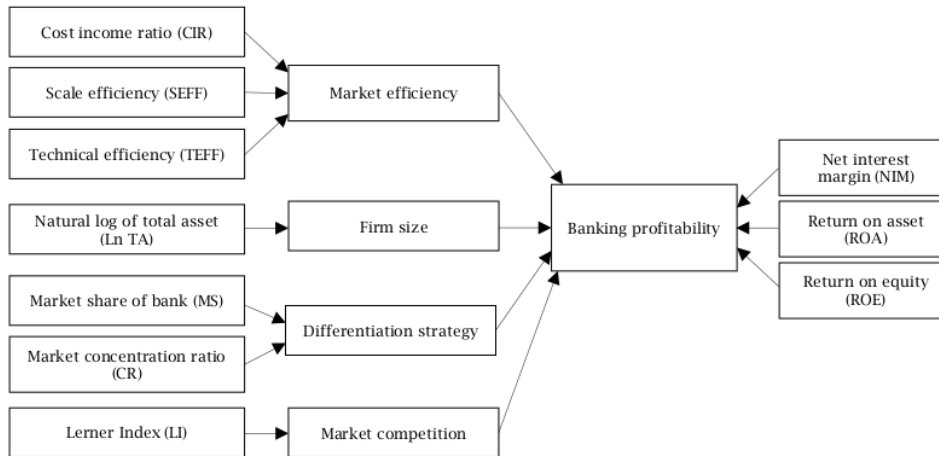 Cost income ratio (CIR)
Scale efficiency (SEFF)
Technical efficiency (TEFF)
Natural log of total asset
(Ln TA)
Market share of bank (MS)
Market concentration ratio
(CR)
Lerner Index (LI)
Market efficiency
Firm size
Differentiation strategy
Market competition
Banking profitability
Net interest
margin (NIM)
Return on asset
(ROA)
Return on equity
(ROE)